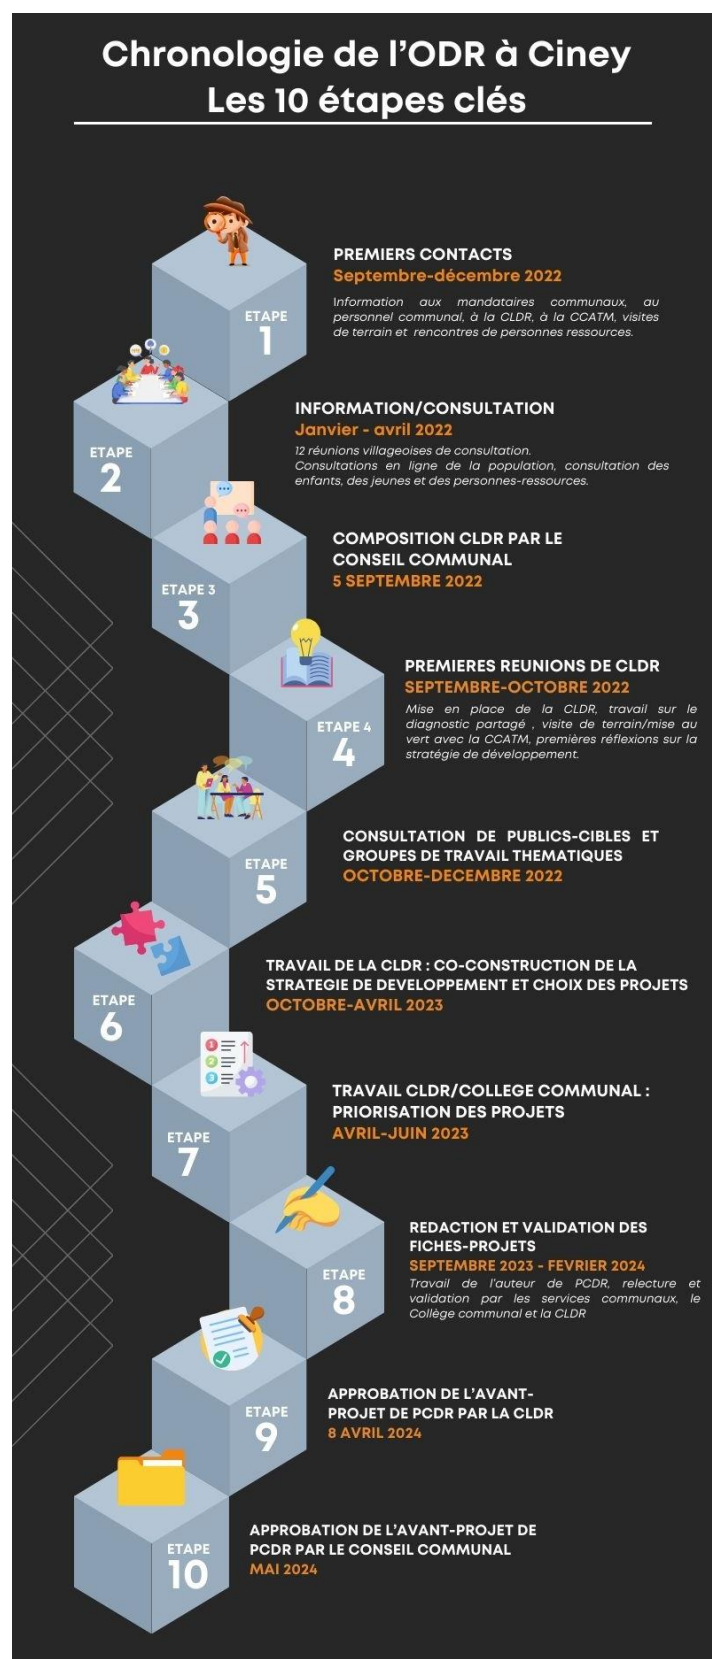 Chronologie de l'ODR à Ciney
Les 10 étapes clés
PREMIERS CONTACTS
Septembre-décembre 2022
Information aux mandataires communaux, au
personnel communal, à la CLDR, à la CCATM, visites
de terrain et rencontres de personnes ressources.
ETAPE
1
INFORMATION/CONSULTATION
Janvier - avril 2022
12 réunions villageoises de consultation.
Consultations en ligne de la population, consultation des
enfants, des jeunes et des personnes-ressources.
ETAPE
2
COMPOSITION CLDR PAR LE
CONSEIL COMMUNAL
5 SEPTEMBRE 2022
ETAPE 3
3
PREMIERES REUNIONS DE CLDR
SEPTEMBRE-OCTOBRE 2022
Mise en place de la CLDR, travail sur le
diagnostic partagé , visite de terrain/mise au
vert avec la CCATM, premières réflexions sur la
stratégie de développement.
ETAPE 4
4
CONSULTATION DE PUBLICS-CIBLES ET
GROUPES DE TRAVAIL THEMATIQUES
OCTOBRE-DECEMBRE 2022
ETAPE
5
TRAVAIL DE LA CLDR : CO-CONSTRUCTION DE LA
STRATEGIE DE DEVELOPPEMENT ET CHOIX DES PROJETS
OCTOBRE-AVRIL 2023
ETAPE
6
1
2
3
TRAVAIL CLDR/COLLEGE COMMUNAL :
PRIORISATION DES PROJETS
AVRIL-JUIN 2023
ETAPE
7
REDACTION ET VALIDATION DES
FICHES-PROJETS
SEPTEMBRE 2023 - FEVRIER 2024
Travail de l'auteur de PCDR, relecture et
validation par les services communaux, le
Collège communal et la CLDR
ETAPE
8
APPROBATION DE L'AVANT-
PROJET DE PCDR PAR LA CLDR
8 AVRIL 2024
ETAPE
9
APPROBATION DE L'AVANT-PROJET DE
PCDR PAR LE CONSEIL COMMUNAL
MAI 2024
ETAPE
10